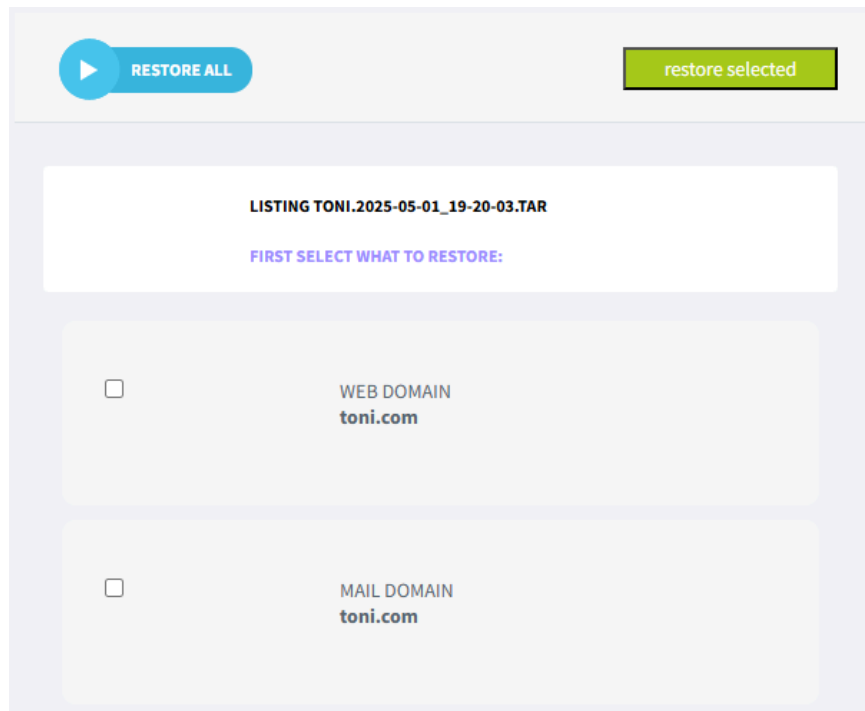 RESTORE ALL
restore selected
LISTING TONI.2025-05-01_19-20-03.TAR
FIRST SELECT WHAT TO RESTORE:
WEB DOMAIN
toni.com
MAIL DOMAIN
toni.com